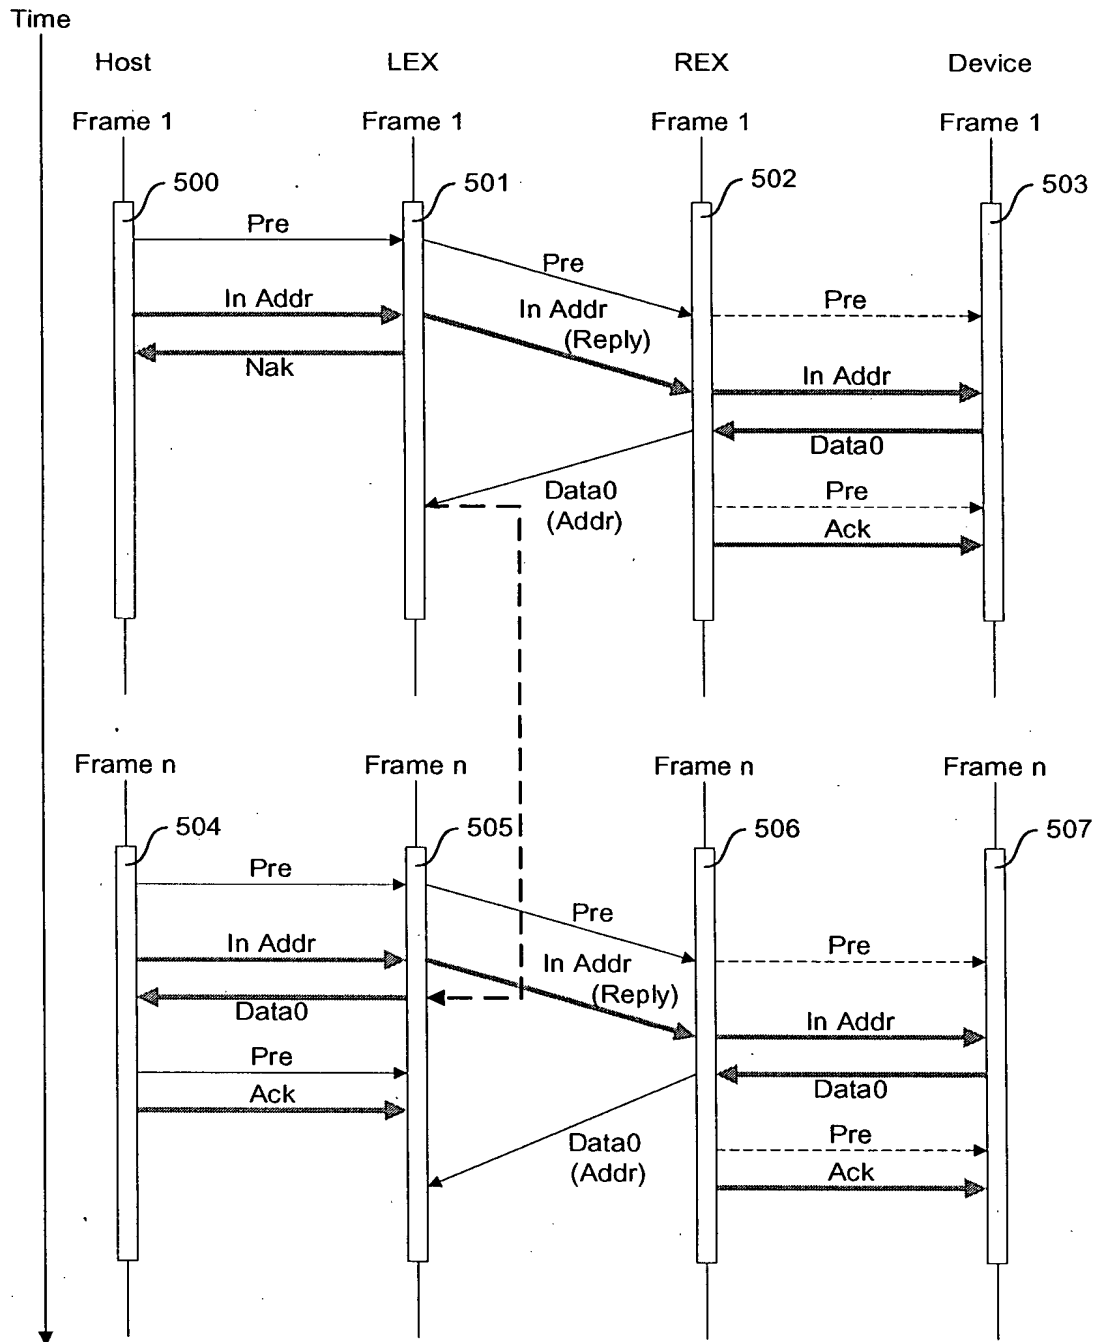 Time
Host LEX REX Device
Frame 1 Frame 1 Frame 1 Frame 1
500 501 502 503
Pre
Pre
Pre
In Addr
In Addr
(Reply)
Nak
In Addr
Data0
Data0
(Addr)
Pre
Ack
Frame n Frame n Frame n Frame n
504 505 506 507
Pre
Pre
Pre
In Addr
In Addr
(Reply)
Data0
In Addr
Pre
Data0
Ack
Data0
(Addr)
Pre
Ack